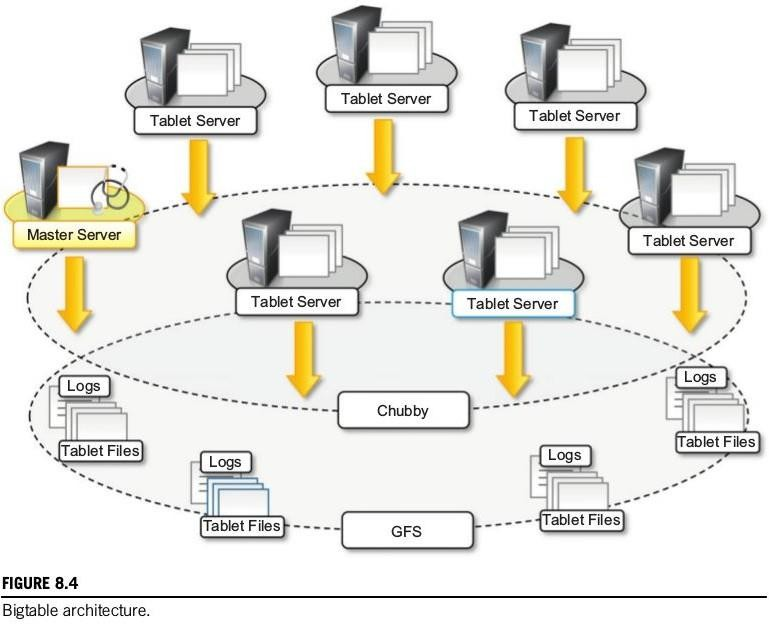 Tablet Server
Tablet Server
Tablet Server
Master Server
Tablet Server
Tablet Server
Tablet Server
Logs
Tablet Files
Chubby
Logs
Tablet Files
Logs
Tablet Files
Logs
Tablet Files
GFS
FIGURE 8.4
Bigtable architecture.